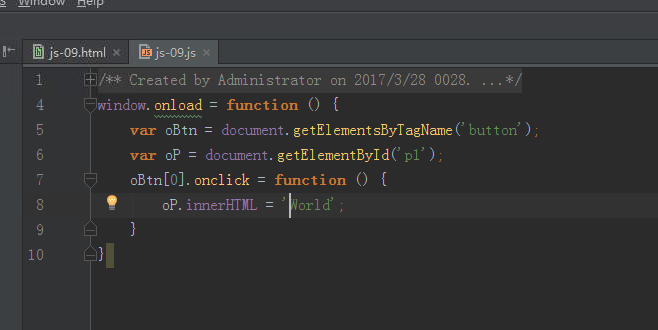 Window Help
js-09.html × js-09.js ×
1 /** Created by Administrator on 2017/3/28 0028. ...*/
4 window.onload = function () {
5 var oBtn = document.getElementsByTagName('button');
6 var oP = document.getElementById('p1');
7 oBtn[0].onclick = function () {
8 oP.innerHTML = 'World';
9 }
10 }